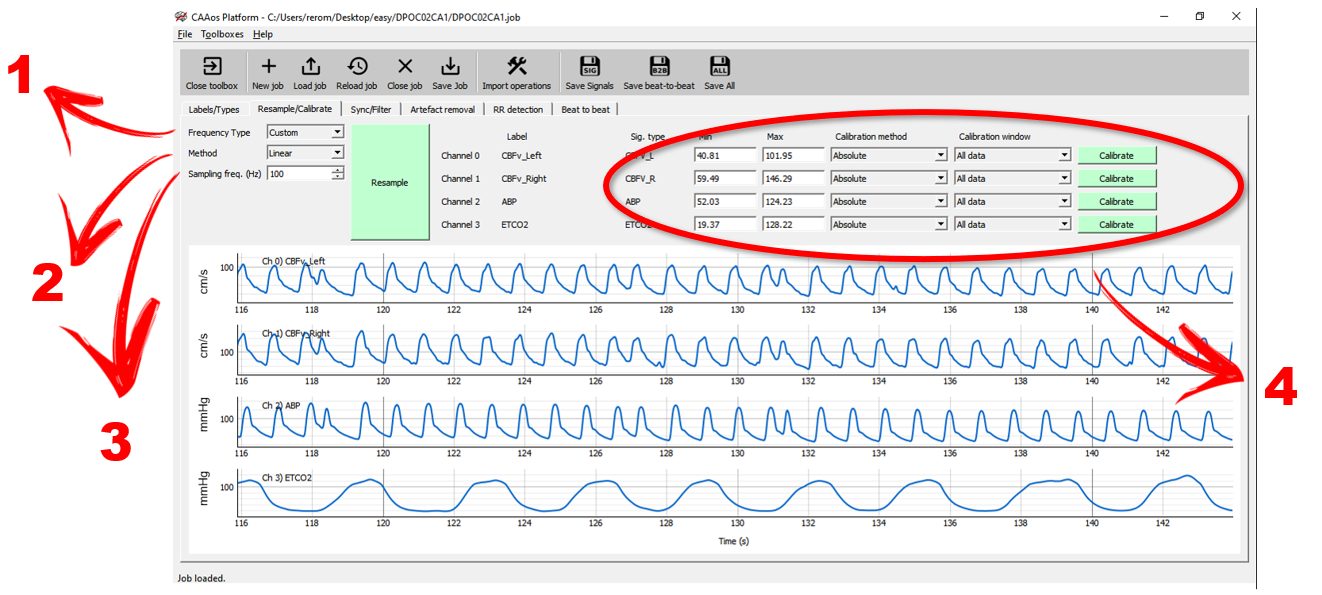 CAAos Platform - C:/Users/rerom/Desktop/easy/DPOC02CA1/DPOC02CA1.job
File Toolboxes Help
Close toolbox New job Load job Reload job Close job Save Job Import operations SIG Save Signals B2B Save beat-to-beat ALL Save All
Labels/Types Resample/Calibrate Sync/Filter Artefact removal RR detection Beat to beat
1
Frequency Type Custom
Method Linear
Sampling freq. (Hz) 100
Resample
Label Sig. type Min Max Calibration method Calibration window
Channel 0 CBFv_Left CBFV_L 40.81 101.95 Absolute All data Calibrate
Channel 1 CBFv_Right CBFV_R 59.49 146.29 Absolute All data Calibrate
Channel 2 ABP ABP 52.03 124.23 Absolute All data Calibrate
Channel 3 ETCO2 ETCO2 19.37 128.22 Absolute All data Calibrate
2
3
4
Ch 0) CBFv_Left
cm/s
100
116 118 120 122 124 126 128 130 132 134 136 138 140 142
Ch 1) CBFv_Right
cm/s
100
116 118 120 122 124 126 128 130 132 134 136 138 140 142
Ch 2) ABP
mmHg
100
116 118 120 122 124 126 128 130 132 134 136 138 140 142
Ch 3) ETCO2
mmHg
100
116 118 120 122 124 126 128 130 132 134 136 138 140 142
Time (s)
Job loaded.